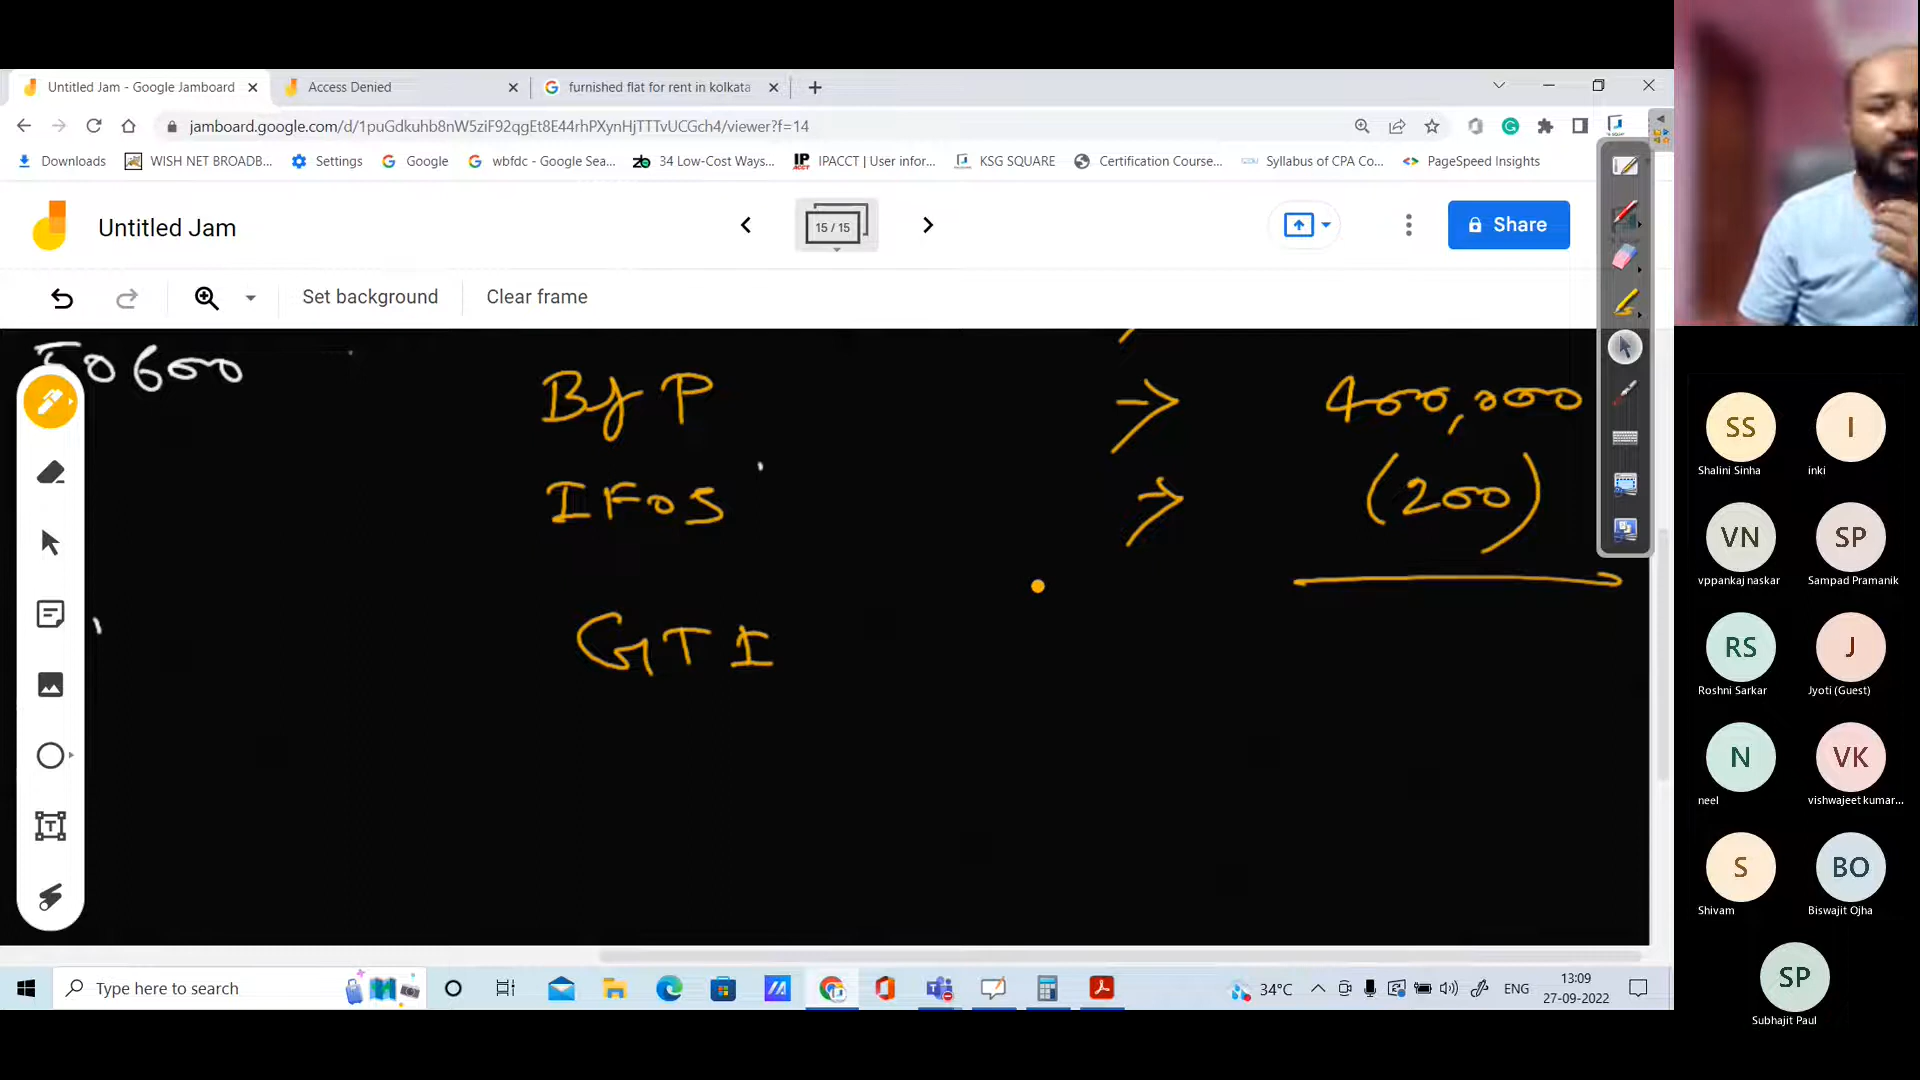 Untitled Jam - Google Jamboard
Access Denied
furnished flat for rent in kolkata
jamboard.google.com/d/1puGdkuhb8nW5ziF92qgEt8E44rhPXynHjTTTvUCGch4/viewer?f=14
Downloads WISH NET BROADB... Settings Google wbfdc - Google Sea... 34 Low-Cost Ways... IPACCT | User infor... KSG SQUARE Certification Course... Syllabus of CPA Co... PageSpeed Insights
Untitled Jam
15 / 15
Share
Set background Clear frame
50600
B/P 400,000
IFOS (200)
GTI
SS I
Shalini Sinha inki
VN SP
vppankaj naskar Sampad Pramanik
RS J
Roshni Sarkar Jyoti (Guest)
N VK
neel vishwajeet kumar...
S BO
Shivam Biswajit Ojha
SP
Subhajit Paul
Type here to search
34°C
ENG
13:09
27-09-2022